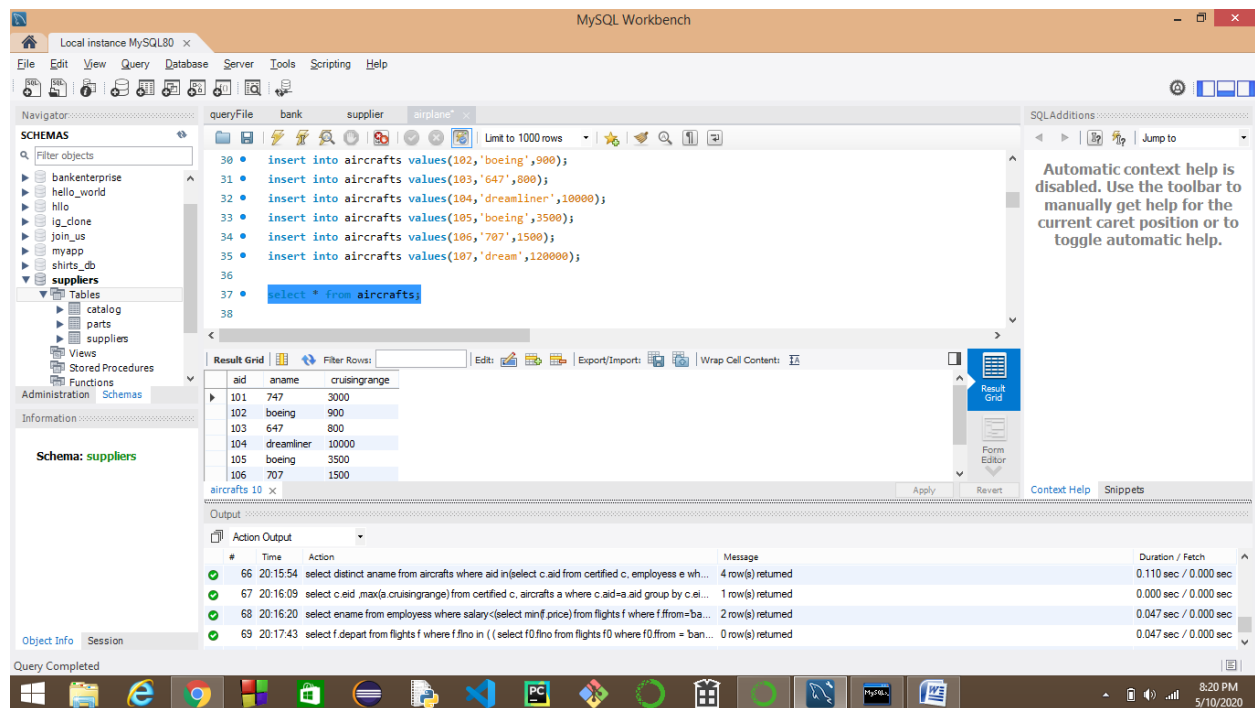 MySQL Workbench
Local instance MySQL80 ×
File Edit View Query Database Server Tools Scripting Help
Navigator
SCHEMAS
Filter objects
bankenterprise
hello_world
hllo
ig_clone
join_us
myapp
shirts_db
suppliers
Tables
catalog
parts
suppliers
Views
Stored Procedures
Functions
Administration Schemas
Information
Schema: suppliers
Object Info Session
queryFile bank supplier airplane* ×
Limit to 1000 rows
30 insert into aircrafts values(102,'boeing',900);
31 insert into aircrafts values(103,'647',800);
32 insert into aircrafts values(104,'dreamliner',10000);
33 insert into aircrafts values(105,'boeing',3500);
34 insert into aircrafts values(106,'707',1500);
35 insert into aircrafts values(107,'dream',120000);
36
37 select * from aircrafts;
38
Result Grid Filter Rows: Edit: Export/Import: Wrap Cell Content:
aid aname cruisingrange
101 747 3000
102 boeing 900
103 647 800
104 dreamliner 10000
105 boeing 3500
106 707 1500
Result Grid
Form Editor
aircrafts 10 × Apply Revert
SQLAdditions
Jump to
Automatic context help is
disabled. Use the toolbar to
manually get help for the
current caret position or to
toggle automatic help.
Context Help Snippets
Output
Action Output
# Time Action Message Duration / Fetch
66 20:15:54 select distinct aname from aircrafts where aid in(select c.aid from certified c, employess e wh... 4 row(s) returned 0.110 sec / 0.000 sec
67 20:16:09 select c.eid ,max(a.cruisingrange) from certified c, aircrafts a where c.aid=a.aid group by c.ei... 1 row(s) returned 0.000 sec / 0.000 sec
68 20:16:20 select ename from employess where salary<(select min(f.price) from flights f where f.ffrom='ba... 2 row(s) returned 0.047 sec / 0.000 sec
69 20:17:43 select f.depart from flights f where f.flno in ( ( select f0.flno from flights f0 where f0.ffrom = 'ban... 0 row(s) returned 0.047 sec / 0.000 sec
Query Completed
8:20 PM
5/10/2020